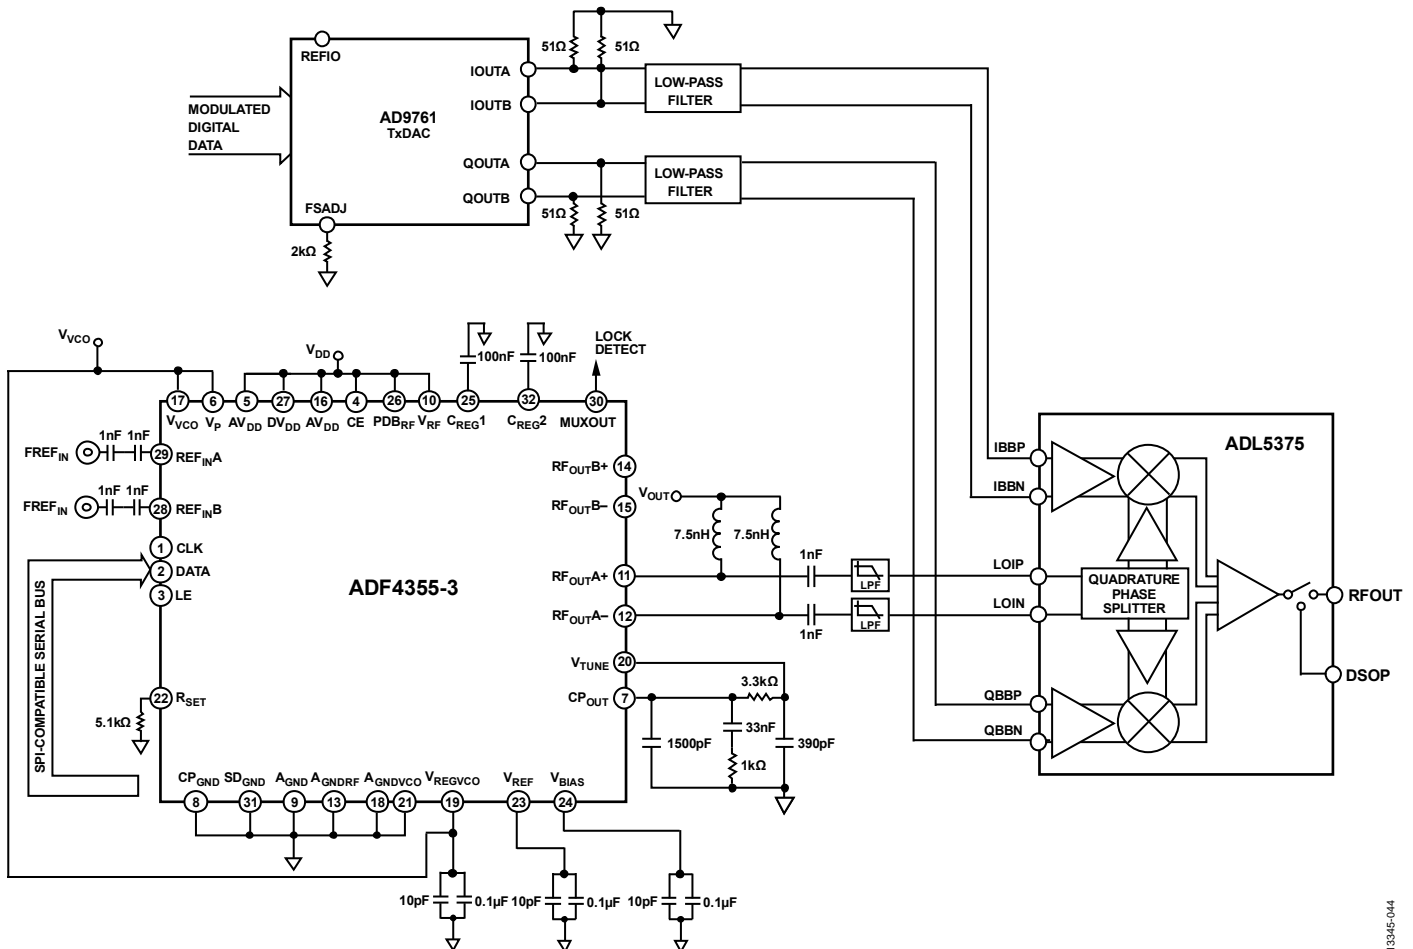 51Ω
51Ω
REFIO
IOUTA
LOW-PASS
FILTER
MODULATED
DIGITAL
DATA
AD9761
TxDAC
IOUTB
QOUTA
LOW-PASS
FILTER
FSADJ
QOUTB
51Ω
51Ω
2kΩ
VVCO
VDD
100nF
100nF
LOCK
DETECT
17
6
5
27
16
4
26
10
25
32
30
VVCO
VP
AVDD
DVDD
AVDD
CE
PDBRF
VRF
CREG1
CREG2
MUXOUT
1nF
1nF
FREFIN
29
REFINA
1nF
1nF
FREFIN
28
REFINB
1
CLK
2
DATA
3
LE
SPI-COMPATIBLE SERIAL BUS
ADF4355-3
RFOUTB+
14
RFOUTB–
15
VOUT
7.5nH
7.5nH
RFOUTA+
11
1nF
LPF
RFOUTA–
12
1nF
LPF
VTUNE
20
CPOUT
7
3.3kΩ
33nF
1500pF
390pF
1kΩ
22
RSET
5.1kΩ
CPGND
SDGND
AGND
AGNDRF
AGNDVCO
VREGVCO
VREF
VBIAS
8
31
9
13
18
21
19
23
24
10pF
0.1µF
10pF
0.1µF
10pF
0.1µF
ADL5375
IBBP
IBBN
LOIP
LOIN
QUADRATURE
PHASE
SPLITTER
RFOUT
DSOP
QBBP
QBBN
13345-044